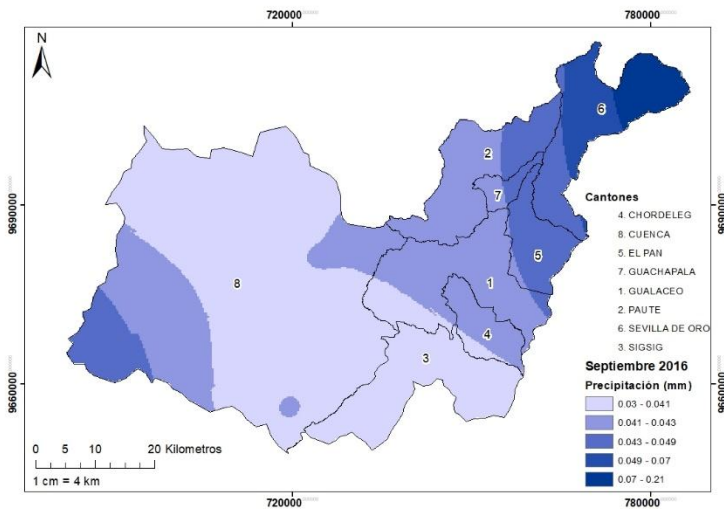 720000
780000
N
6
2
7
9690000
9690000
5
8
1
4
3
Cantones
4. CHORDELEG
8. CUENCA
5. EL PAN
7. GUACHAPALA
1. GUALACEO
2. PAUTE
6. SEVILLA DE ORO
3. SIGSIG
Septiembre 2016
Precipitación (mm)
0.03 - 0.041
0.041 - 0.043
0.043 - 0.049
0.049 - 0.07
0.07 - 0.21
9660000
9660000
0 5 10 20 Kilometros
1 cm = 4 km
720000
780000